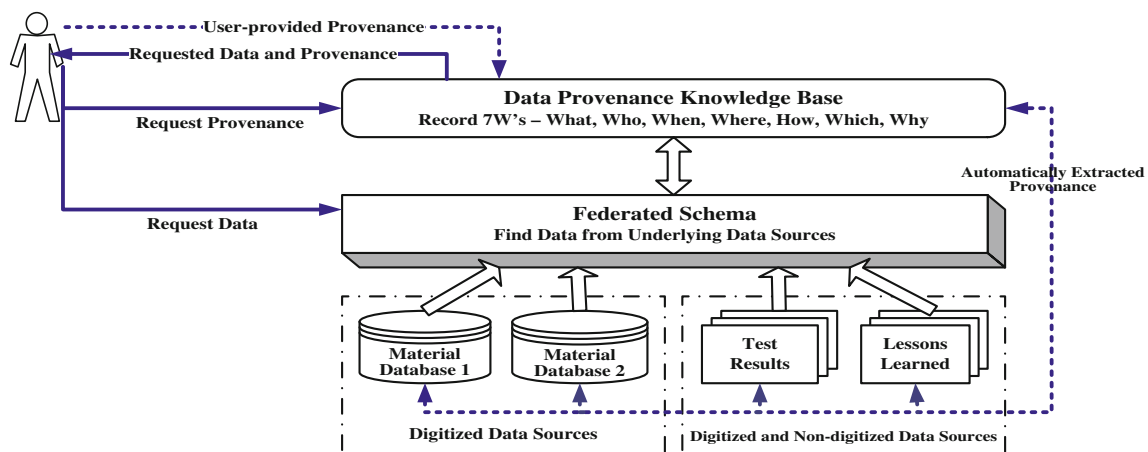 User-provided Provenance
Requested Data and Provenance
Data Provenance Knowledge Base
Record 7W's – What, Who, When, Where, How, Which, Why
Request Provenance
Automatically Extracted
Provenance
Federated Schema
Find Data from Underlying Data Sources
Request Data
Material
Database 1
Material
Database 2
Test
Results
Lessons
Learned
Digitized Data Sources
Digitized and Non-digitized Data Sources